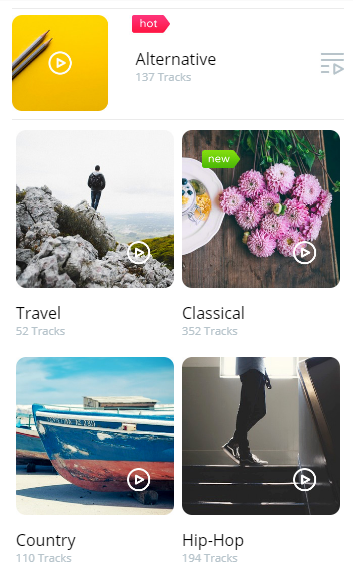 hot
Alternative
137 Tracks
new
Travel
52 Tracks
Classical
352 Tracks
Country
110 Tracks
Hip-Hop
194 Tracks